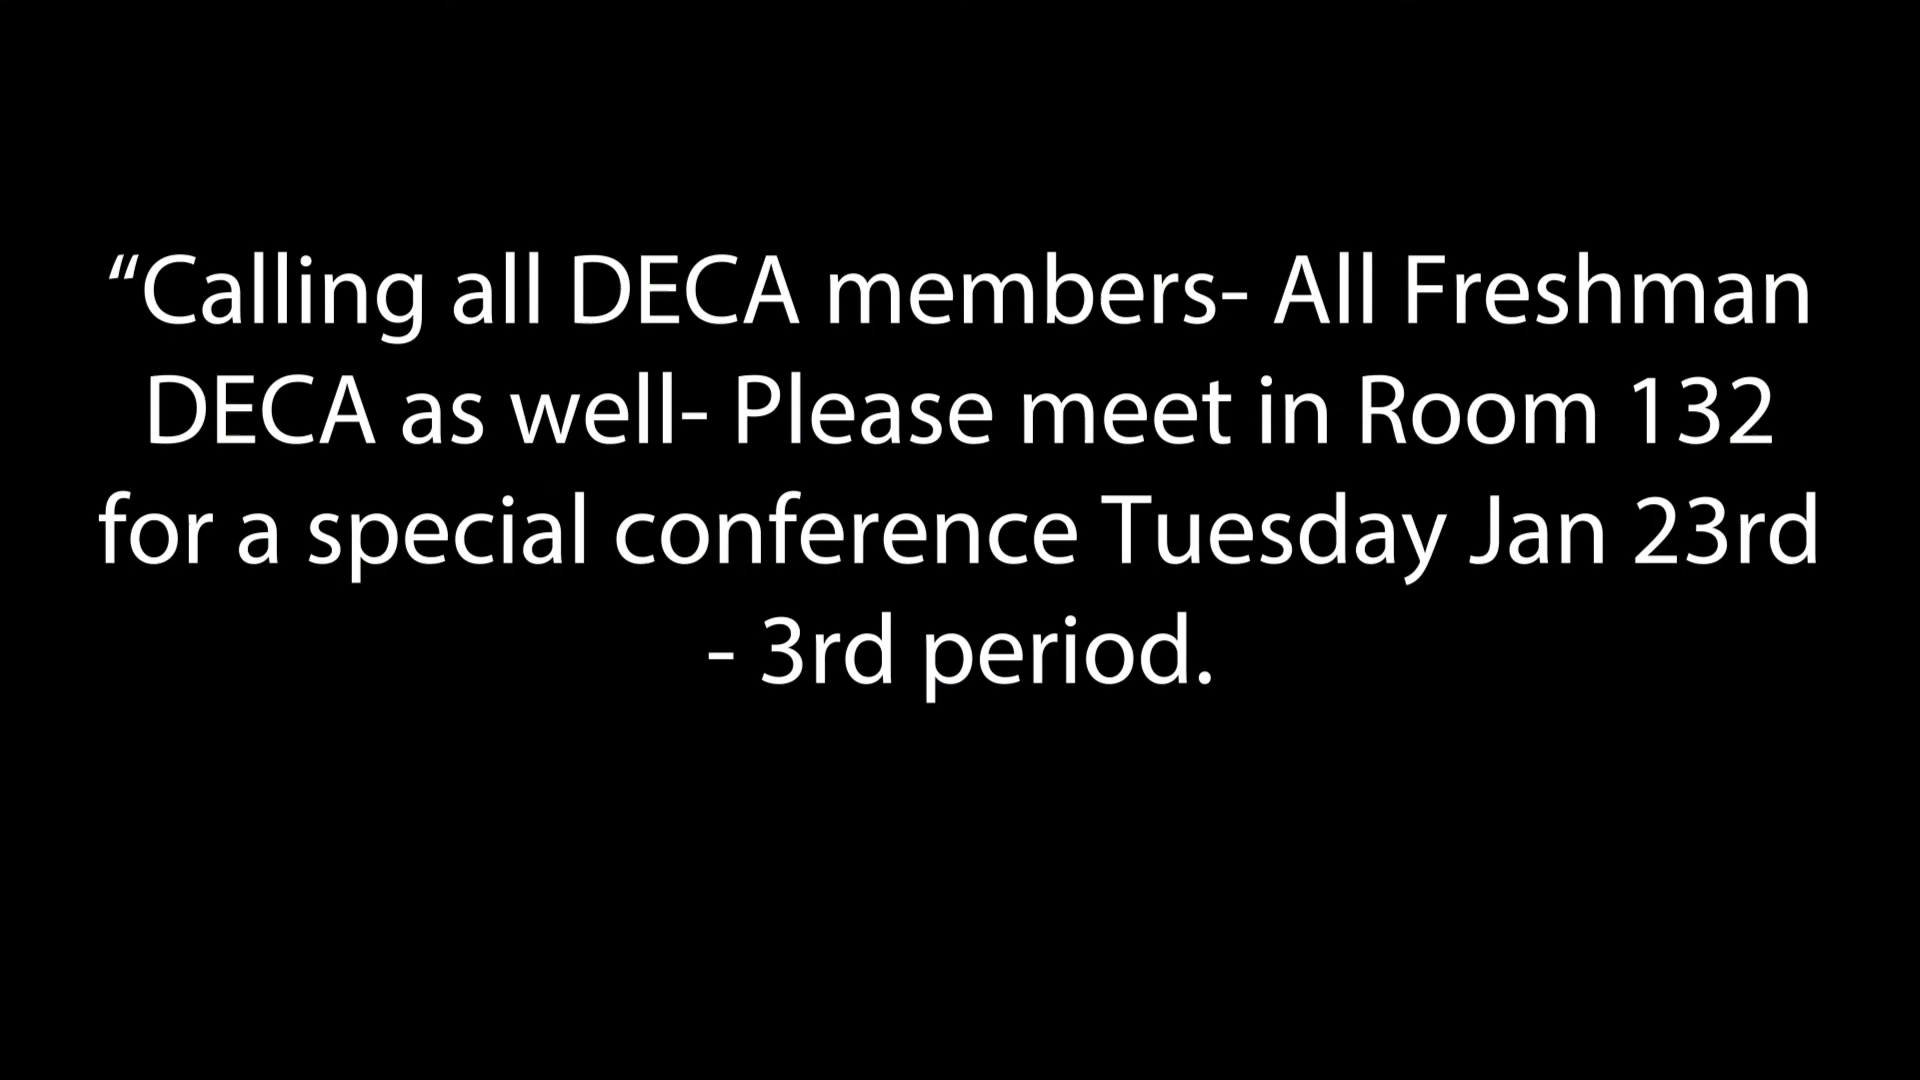 “Calling all DECA members- All Freshman
DECA as well- Please meet in Room 132
for a special conference Tuesday Jan 23rd
- 3rd period.